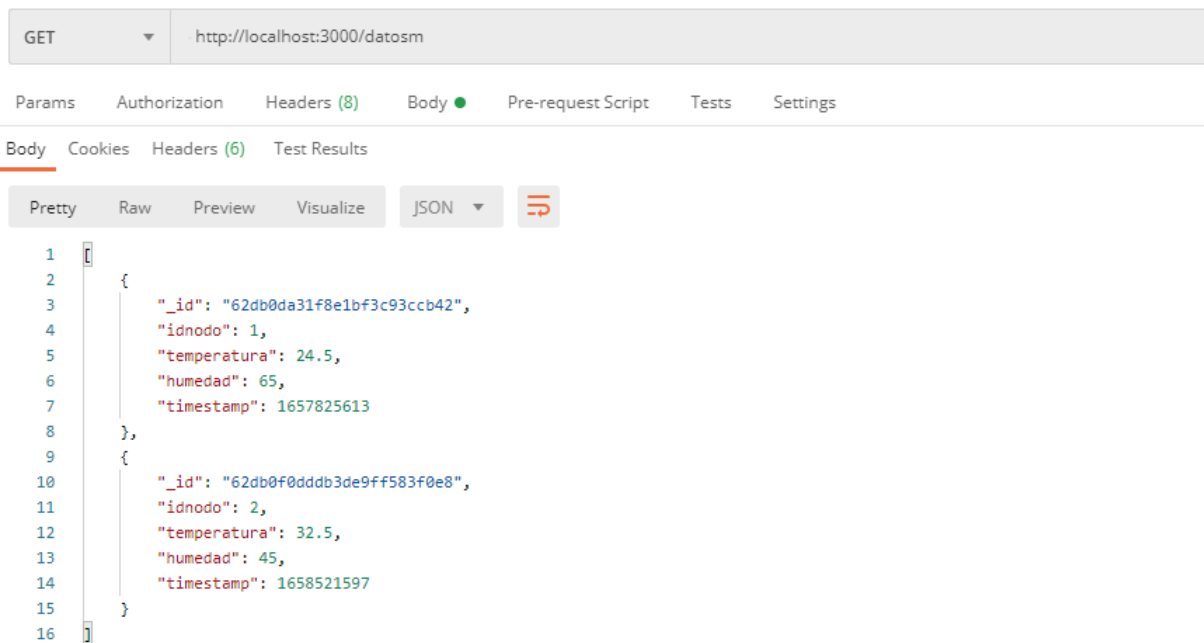 GET http://localhost:3000/datosm
Params Authorization Headers (8) Body Pre-request Script Tests Settings
Body Cookies Headers (6) Test Results
Pretty Raw Preview Visualize JSON
1 [
2 {
3 "_id": "62db0da31f8e1bf3c93ccb42",
4 "idnodo": 1,
5 "temperatura": 24.5,
6 "humedad": 65,
7 "timestamp": 1657825613
8 },
9 {
10 "_id": "62db0f0dddb3de9ff583f0e8",
11 "idnodo": 2,
12 "temperatura": 32.5,
13 "humedad": 45,
14 "timestamp": 1658521597
15 }
16 ]